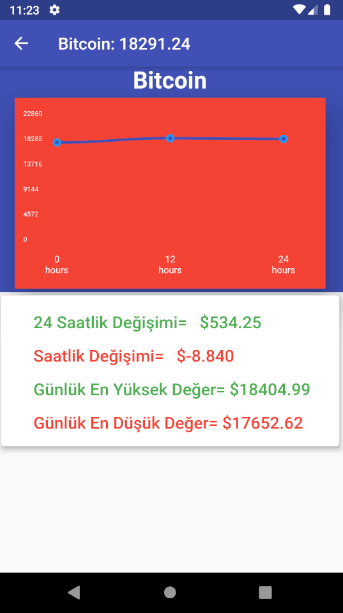 11:23
Bitcoin: 18291.24
Bitcoin
22860
18288
13716
9144
4572
0
0 12 24
hours hours hours
24 Saatlik Değişimi= $534.25
Saatlik Değişimi= $-8.840
Günlük En Yüksek Değer= $18404.99
Günlük En Düşük Değer= $17652.62